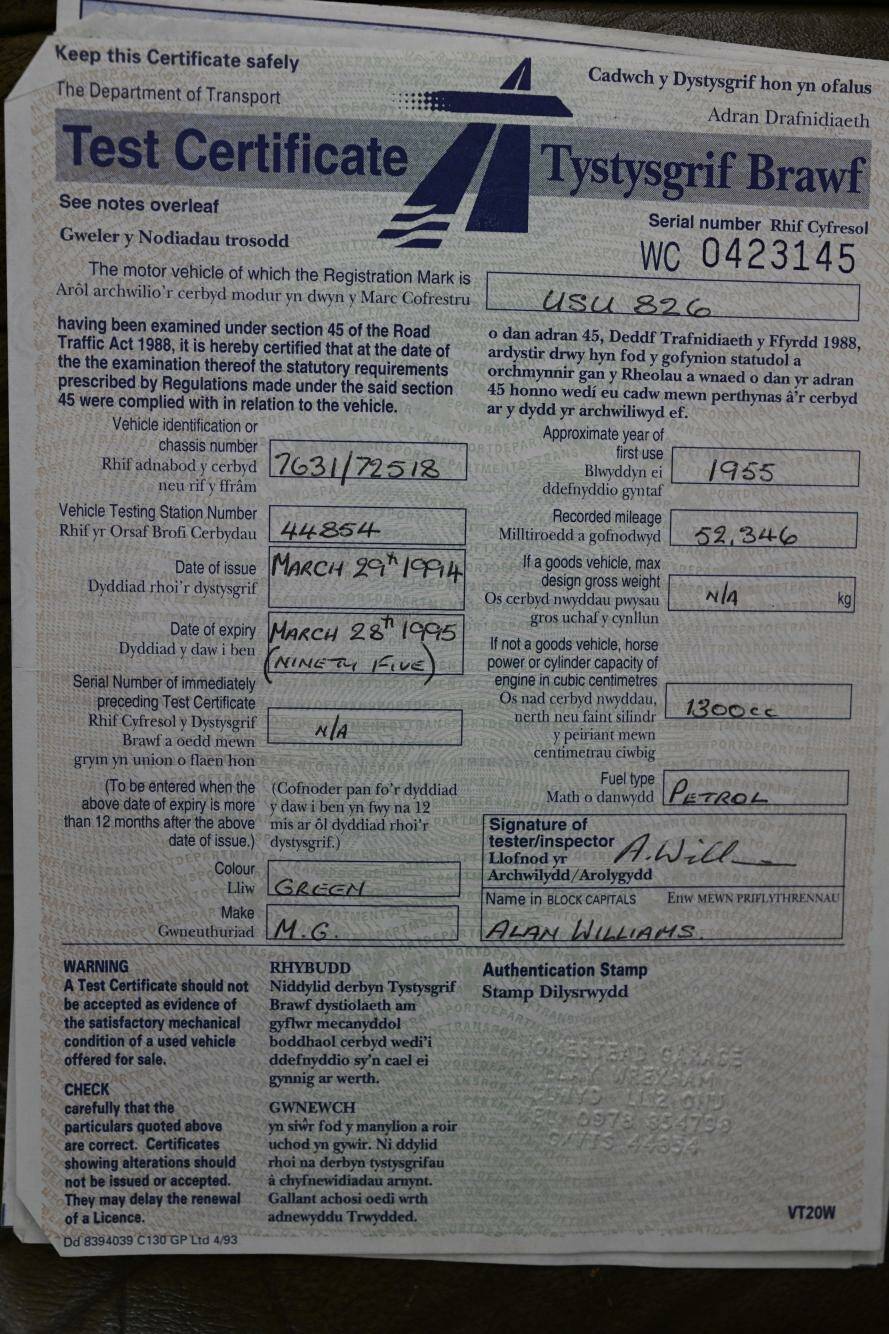 Keep this Certificate safely
Cadwch y Dystysgrif hon yn ofalus
The Department of Transport
Adran Drafnidiaeth
Test Certificate
Tystysgrif Brawf
See notes overleaf
Gweler y Nodiadau trosodd
Serial number Rhif Cyfresol
WC 0423145
The motor vehicle of which the Registration Mark is
Arôl archwilio'r cerbyd modur yn dwyn y Marc Cofrestru
USU 826
having been examined under section 45 of the Road
Traffic Act 1988, it is hereby certified that at the date of
the the examination thereof the statutory requirements
prescribed by Regulations made under the said section
45 were complied with in relation to the vehicle.
o dan adran 45, Deddf Trafnidiaeth y Ffyrdd 1988,
ardystir drwy hyn fod y gofynion statudol a
orchmynnir gan y Rheolau a wnaed o dan yr adran
45 honno wedí eu cadw mewn perthynas â'r cerbyd
ar y dydd yr archwiliwyd ef.
Vehicle identification or
chassis number
Rhif adnabod y cerbyd
neu rif y ffrâm
7631/72518
Approximate year of
first use
Blwyddyn ei
ddefnyddio gyntaf
1955
Vehicle Testing Station Number
Rhif yr Orsaf Brofi Cerbydau
44854
Recorded mileage
Milltiroedd a gofnodwyd
52,346
Date of issue
Dyddiad rhoi'r dystysgrif
MARCH 29th 1994
If a goods vehicle, max
design gross weight
Os cerbyd nwyddau pwysau
gros uchaf y cynllun
N/A
kg
Date of expiry
Dyddiad y daw i ben
MARCH 28th 1995
(NINETY FIVE)
If not a goods vehicle, horse
power or cylinder capacity of
engine in cubic centimetres
Os nad cerbyd nwyddau,
nerth neu faint silindr
y peiriant mewn
centimetrau ciwbig
1300cc
Serial Number of immediately
preceding Test Certificate
Rhif Cyfresol y Dystysgrif
Brawf a oedd mewn
grym yn union o flaen hon
N/A
(To be entered when the
above date of expiry is more
than 12 months after the above
date of issue.)
(Cofnoder pan fo'r dyddiad
y daw i ben yn fwy na 12
mis ar ôl dyddiad rhoi'r
dystysgrif.)
Fuel type
Math o danwydd
PETROL
Colour
Lliw
GREEN
Make
Gwneuthuriad
M.G.
Signature of
tester/inspector
Llofnod yr
Archwilydd/Arolygydd
A. Will
Name in BLOCK CAPITALS Enw MEWN PRIFLYTHRENNAU
ALAN WILLIAMS.
WARNING
A Test Certificate should not
be accepted as evidence of
the satisfactory mechanical
condition of a used vehicle
offered for sale.
CHECK
carefully that the
particulars quoted above
are correct. Certificates
showing alterations should
not be issued or accepted.
They may delay the renewal
of a Licence.
RHYBUDD
Niddylid derbyn Tystysgrif
Brawf dystiolaeth am
gyflwr mecanyddol
boddhaol cerbyd wedi'i
ddefnyddio sy'n cael ei
gynnig ar werth.
GWNEWCH
yn siŵr fod y manylion a roir
uchod yn gywir. Ni ddylid
rhoi na derbyn tystysgrifau
â chyfnewidiadau arnynt.
Gallant achosi oedi wrth
adnewyddu Trwydded.
Authentication Stamp
Stamp Dilysrwydd
GARAGE
WREXHAM
VT20W
Dd 8394039 C130 GP Ltd 4/93